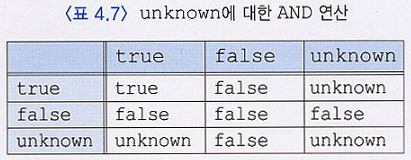 〈표 4.7〉 unknown에 대한 AND 연산
true false unknown
true true false unknown
false false false false
unknown unknown false unknown